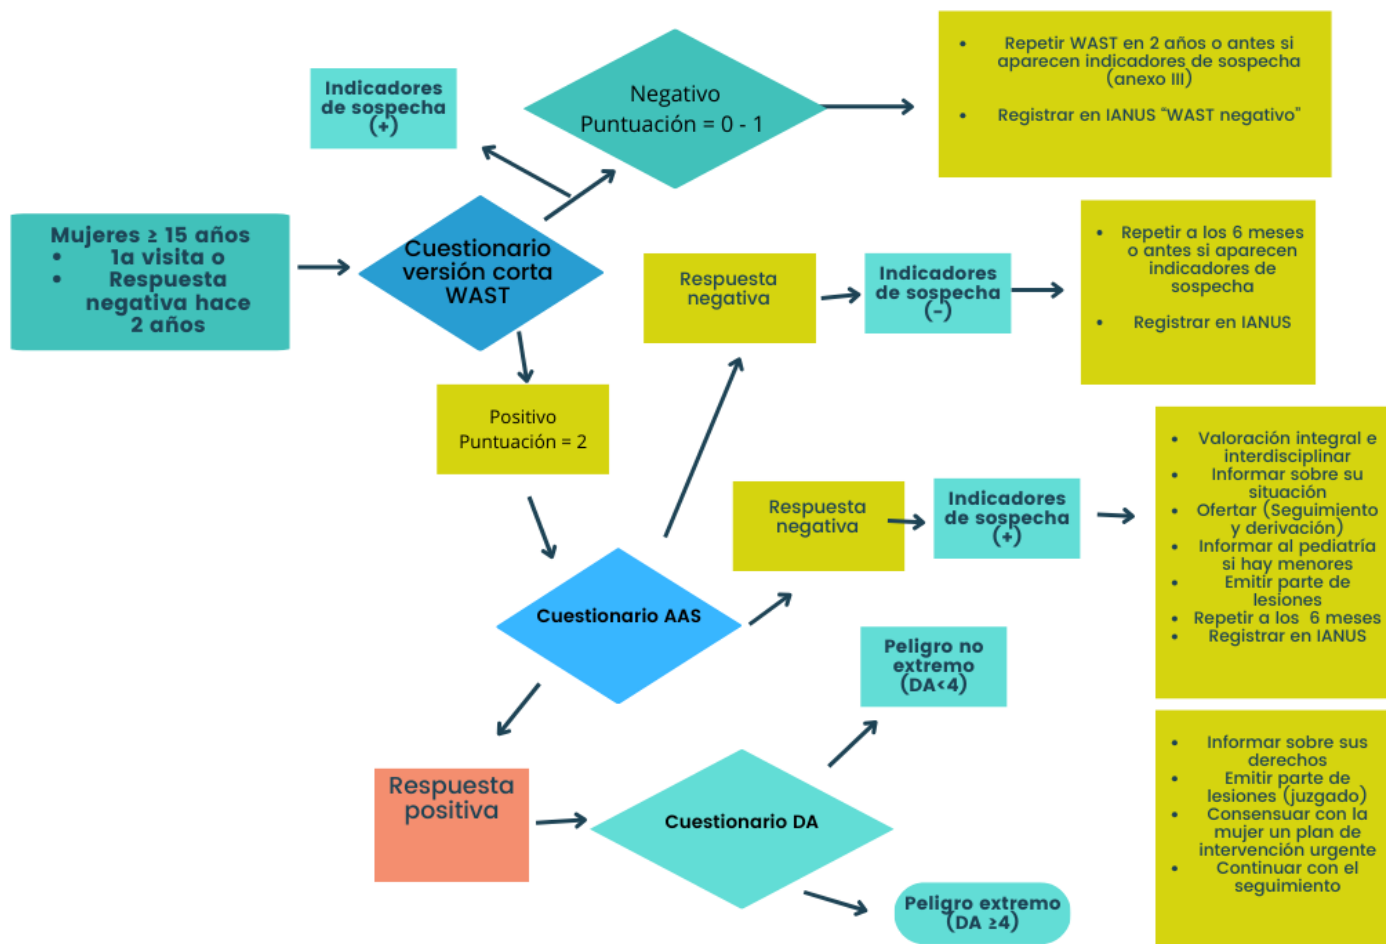 Mujeres ≥ 15 años
• 1a visita o
• Respuesta
negativa hace
2 años
Cuestionario
versión corta
WAST
Indicadores
de sospecha
(+)
Negativo
Puntuación = 0 - 1
• Repetir WAST en 2 años o antes si
aparecen indicadores de sospecha
(anexo III)
• Registrar en IANUS “WAST negativo”
Positivo
Puntuación = 2
Cuestionario AAS
Respuesta
negativa
Indicadores
de sospecha
(-)
• Repetir a los 6 meses
o antes si aparecen
indicadores de
sospecha
• Registrar en IANUS
Respuesta
negativa
Indicadores
de sospecha
(+)
• Valoración integral e
interdisciplinar
• Informar sobre su
situación
• Ofertar (Seguimiento
y derivación)
• Informar al pediatría
si hay menores
• Emitir parte de
lesiones
• Repetir a los 6 meses
• Registrar en IANUS
Respuesta
positiva
Cuestionario DA
Peligro no
extremo
(DA<4)
Peligro extremo
(DA ≥4)
• Informar sobre sus
derechos
• Emitir parte de
lesiones (juzgado)
• Consensuar con la
mujer un plan de
intervención urgente
• Continuar con el
seguimiento